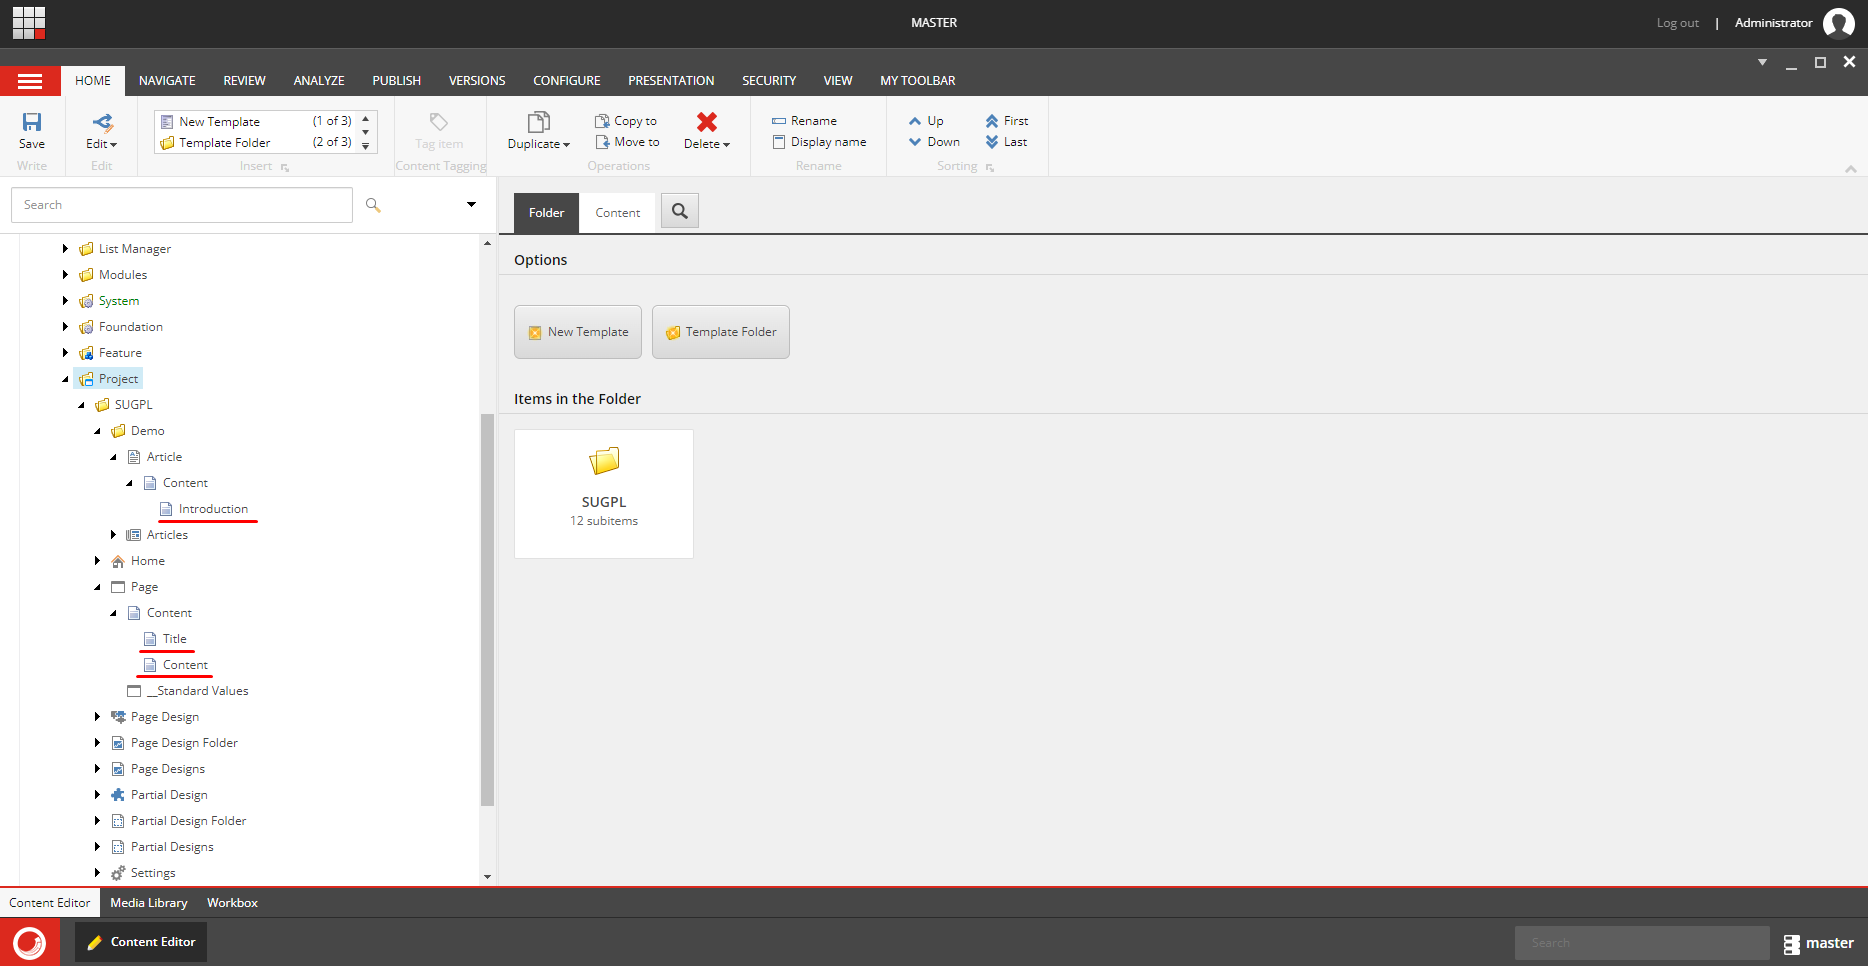 MASTER
Log out | Administrator
HOME NAVIGATE REVIEW ANALYZE PUBLISH VERSIONS CONFIGURE PRESENTATION SECURITY VIEW MY TOOLBAR
Save
Write
Edit
Edit
New Template (1 of 3)
Template Folder (2 of 3)
Insert
Tag item
Content Tagging
Duplicate
Copy to
Move to
Delete
Operations
Rename
Display name
Rename
Up
Down
First
Last
Sorting
Search
List Manager
Modules
System
Foundation
Feature
Project
SUGPL
Demo
Article
Content
Introduction
Articles
Home
Page
Content
Title
Content
__Standard Values
Page Design
Page Design Folder
Page Designs
Partial Design
Partial Design Folder
Partial Designs
Settings
Folder Content
Options
New Template Template Folder
Items in the Folder
SUGPL
12 subitems
Content Editor Media Library Workbox
Content Editor
Search
master